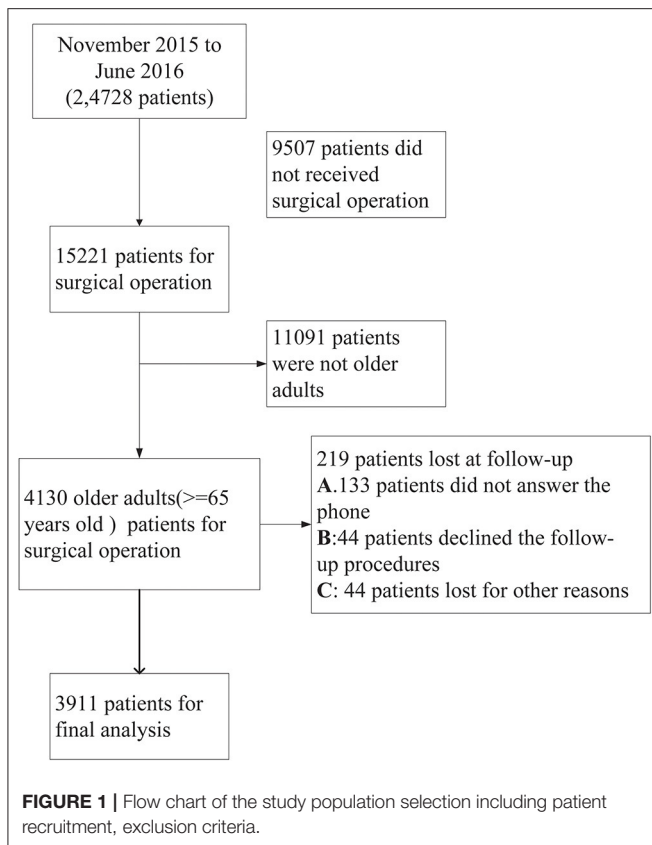 November 2015 to
June 2016
(2,4728 patients)
9507 patients did
not received
surgical operation
15221 patients for
surgical operation
11091 patients
were not older
adults
4130 older adults(>=65
years old ) patients for
surgical operation
219 patients lost at follow-up
A.133 patients did not answer the
phone
B:44 patients declined the follow-
up procedures
C: 44 patients lost for other reasons
3911 patients for
final analysis
FIGURE 1 | Flow chart of the study population selection including patient
recruitment, exclusion criteria.